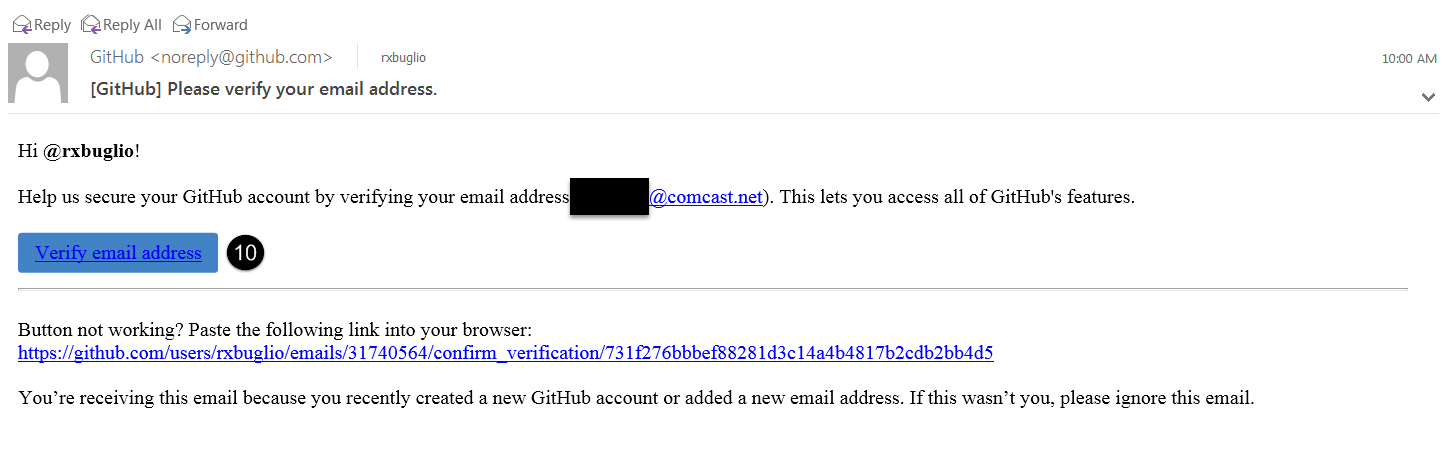 Reply Reply All Forward
GitHub <noreply@github.com> rxbuglio 10:00 AM
[GitHub] Please verify your email address.
Hi @rxbuglio!
Help us secure your GitHub account by verifying your email address @comcast.net). This lets you access all of GitHub's features.
Verify email address 10
Button not working? Paste the following link into your browser:
https://github.com/users/rxbuglio/emails/31740564/confirm_verification/731f276bbbef88281d3c14a4b4817b2cdb2bb4d5
You’re receiving this email because you recently created a new GitHub account or added a new email address. If this wasn’t you, please ignore this email.